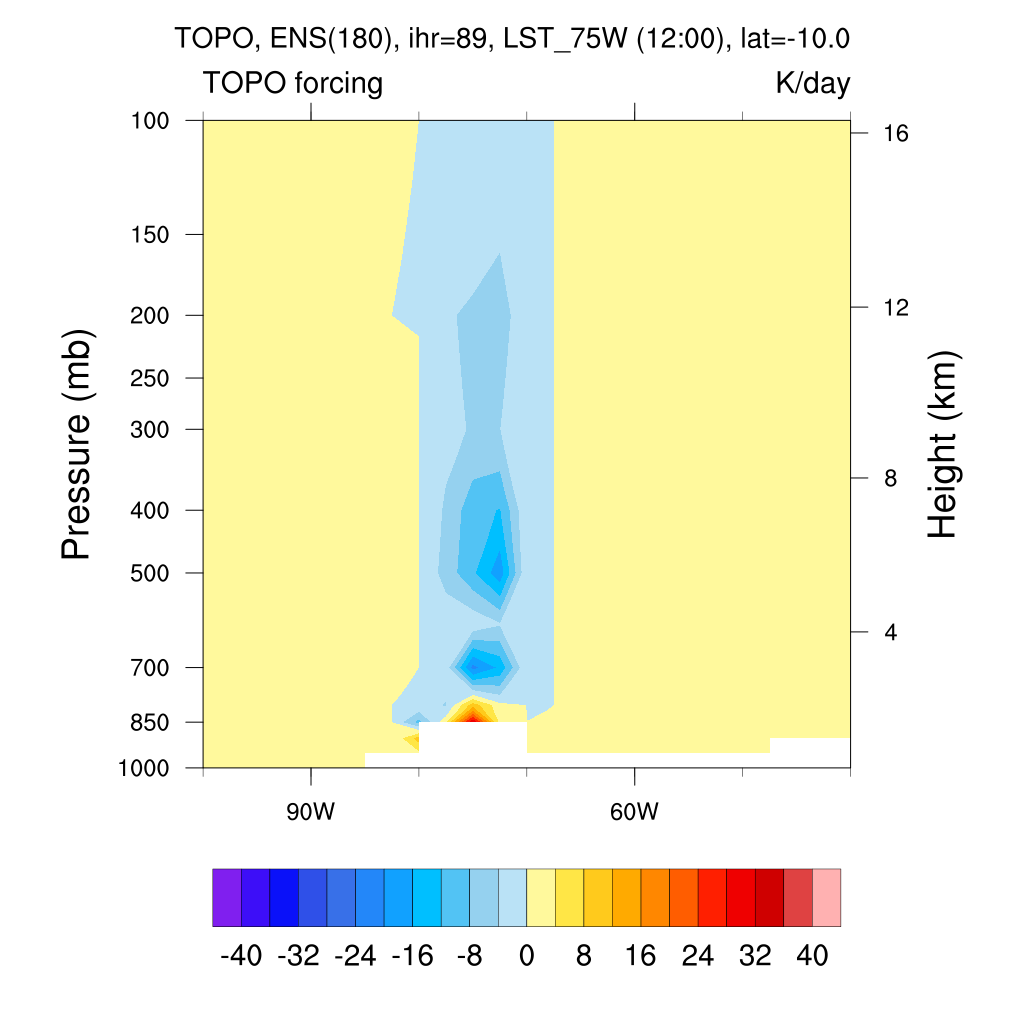 TOPO, ENS(180), ihr=89, LST_75W (12:00), lat=-10.0
TOPO forcing K/day
100
150
200
250
300
400
500
700
850
1000
Pressure (mb)
16
12
8
4
Height (km)
90W 60W
-40 -32 -24 -16 -8 0 8 16 24 32 40